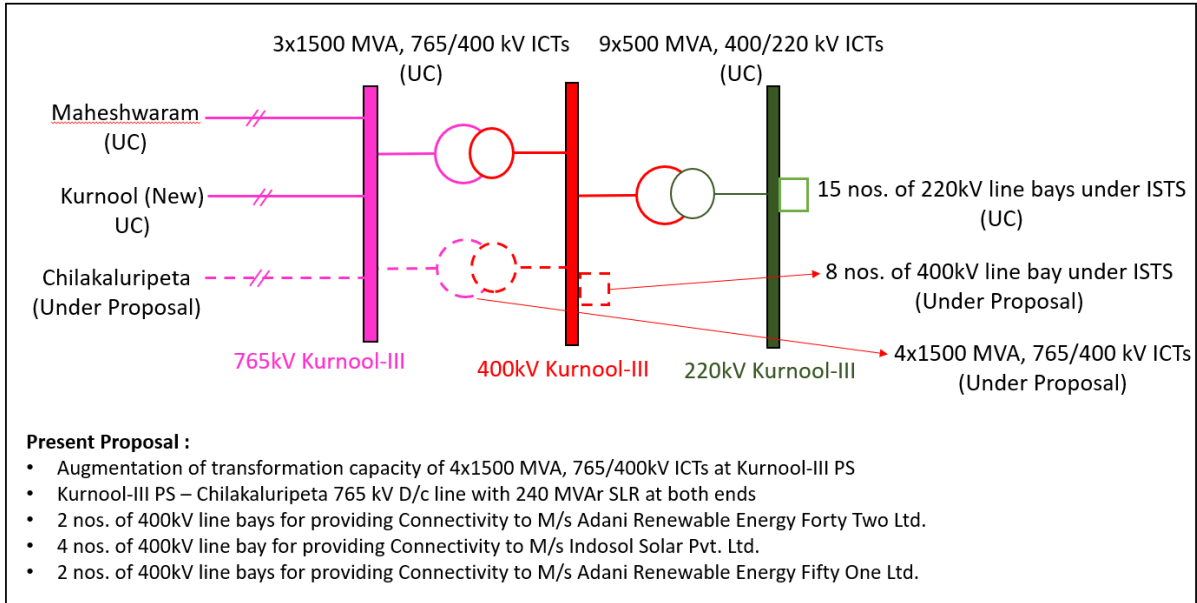 3x1500 MVA, 765/400 kV ICTs
(UC)
9x500 MVA, 400/220 kV ICTs
(UC)
Maheshwaram
(UC)
Kurnool (New)
UC)
Chilakaluripeta
(Under Proposal)
15 nos. of 220kV line bays under ISTS
(UC)
8 nos. of 400kV line bay under ISTS
(Under Proposal)
4x1500 MVA, 765/400 kV ICTs
(Under Proposal)
765kV Kurnool-III
400kV Kurnool-III
220kV Kurnool-III
Present Proposal :
• Augmentation of transformation capacity of 4x1500 MVA, 765/400kV ICTs at Kurnool-III PS
• Kurnool-III PS – Chilakaluripeta 765 kV D/c line with 240 MVAr SLR at both ends
• 2 nos. of 400kV line bays for providing Connectivity to M/s Adani Renewable Energy Forty Two Ltd.
• 4 nos. of 400kV line bay for providing Connectivity to M/s Indosol Solar Pvt. Ltd.
• 2 nos. of 400kV line bays for providing Connectivity to M/s Adani Renewable Energy Fifty One Ltd.